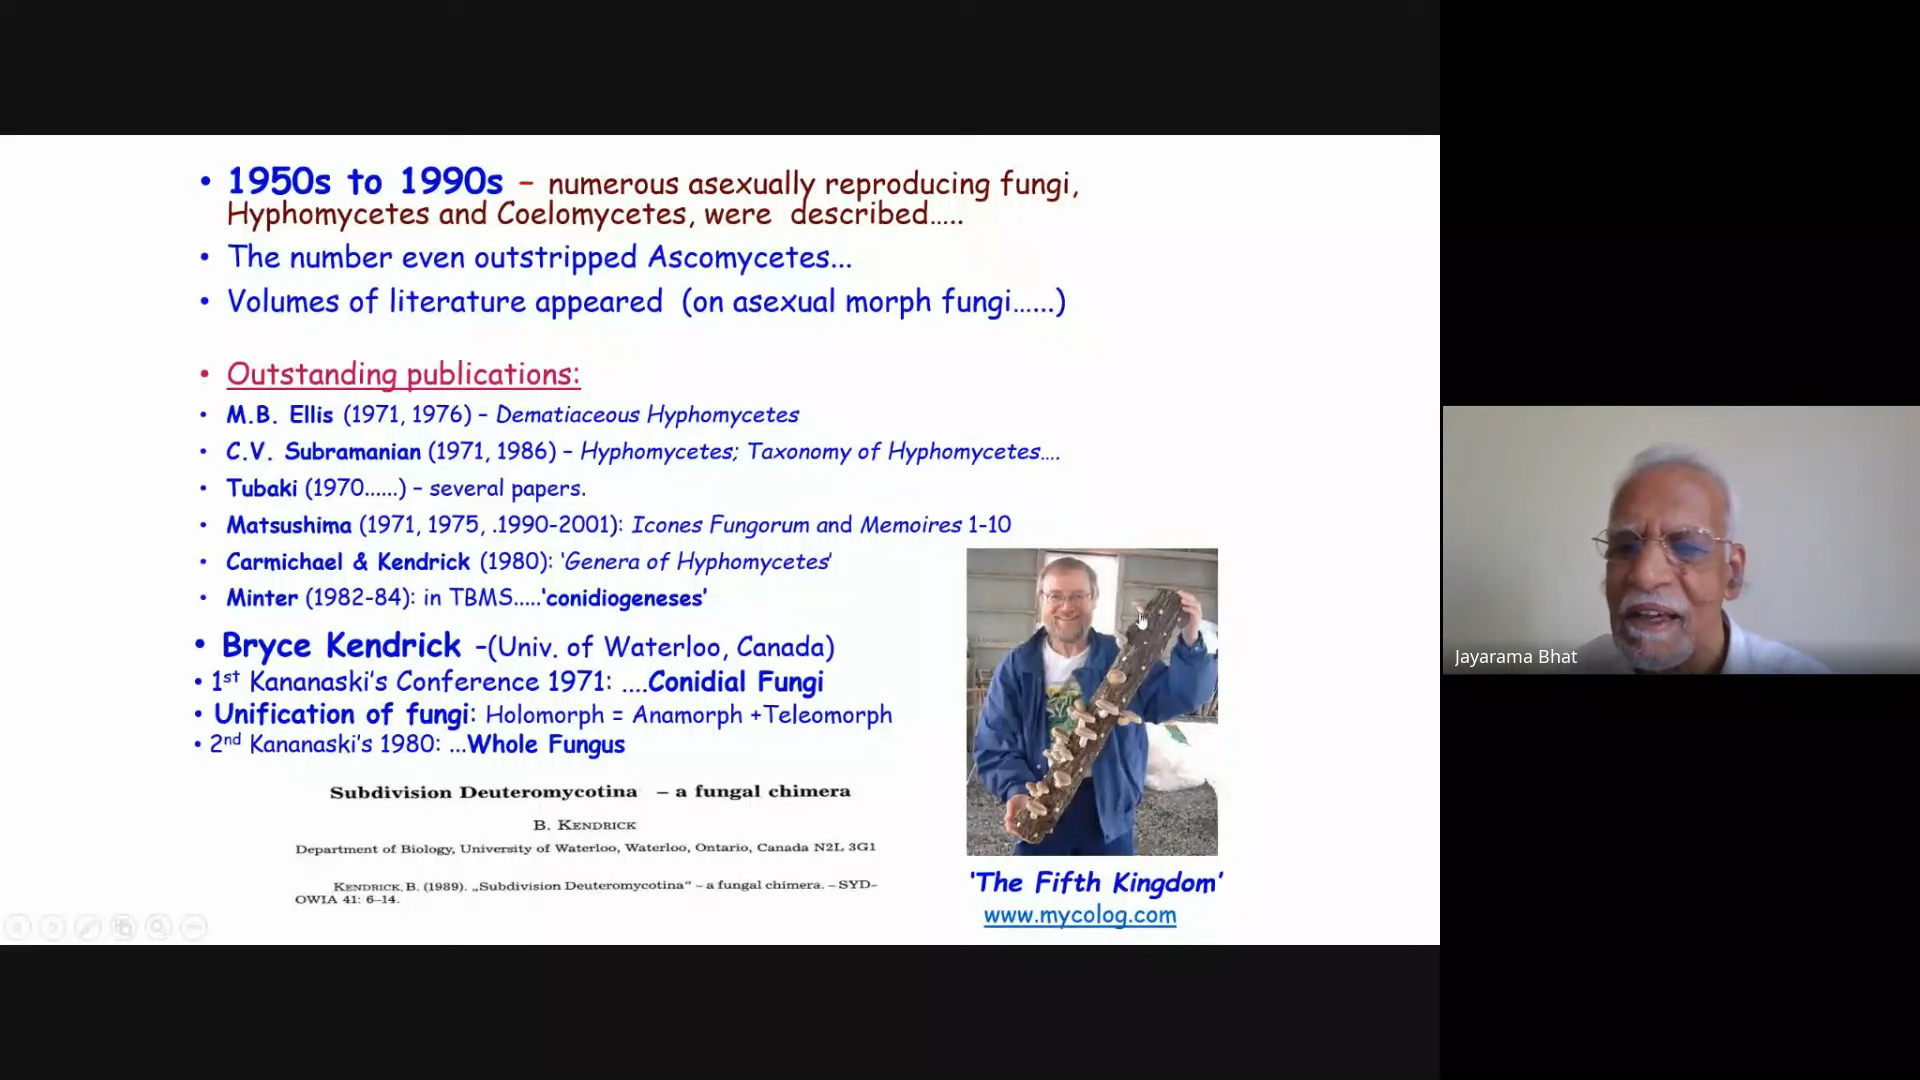 • 1950s to 1990s – numerous asexually reproducing fungi,
Hyphomycetes and Coelomycetes, were described.....
• The number even outstripped Ascomycetes...
• Volumes of literature appeared (on asexual morph fungi......)
• Outstanding publications:
• M.B. Ellis (1971, 1976) – Dematiaceous Hyphomycetes
• C.V. Subramanian (1971, 1986) – Hyphomycetes; Taxonomy of Hyphomycetes....
• Tubaki (1970......) – several papers.
• Matsushima (1971, 1975, .1990-2001): Icones Fungorum and Memoires 1-10
• Carmichael & Kendrick (1980): 'Genera of Hyphomycetes'
• Minter (1982-84): in TBMS.....'conidiogeneses'
• Bryce Kendrick -(Univ. of Waterloo, Canada)
• 1st Kananaski's Conference 1971: ....Conidial Fungi
• Unification of fungi: Holomorph = Anamorph +Teleomorph
• 2nd Kananaski's 1980: ...Whole Fungus
Subdivision Deuteromycotina – a fungal chimera
B. KENDRICK
Department of Biology, University of Waterloo, Waterloo, Ontario, Canada N2L 3G1
KENDRICK, B. (1989). „Subdivision Deuteromycotina“ – a fungal chimera. – SYD-
OWIA 41: 6–14.
'The Fifth Kingdom'
www.mycolog.com
Jayarama Bhat